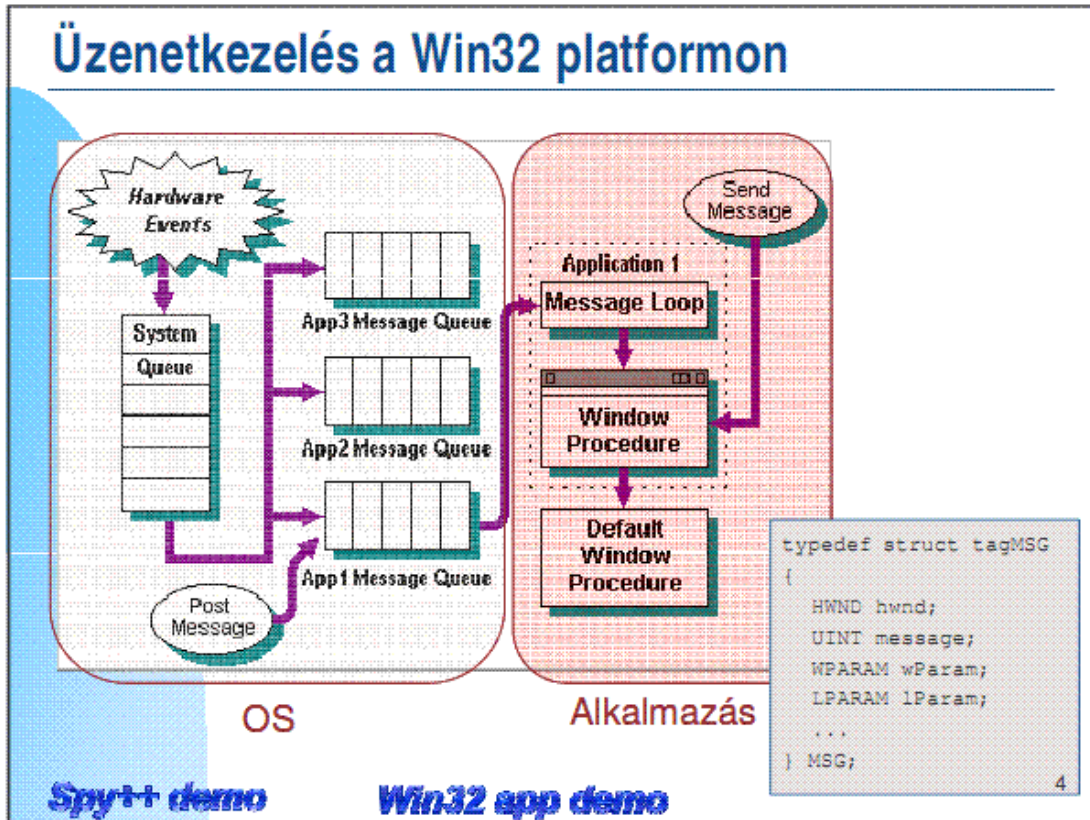 Üzenetkezelés a Win32 platformon
Hardware
Events
System
Queue
App3 Message Queue
App2 Message Queue
App1 Message Queue
Post
Message
OS
Send
Message
Application 1
Message Loop
Window
Procedure
Default
Window
Procedure
Alkalmazás
typedef struct tagMSG
{
HWND hwnd;
UINT message;
WPARAM wParam;
LPARAM lParam;
...
} MSG;
4
Spy++ demo
Win32 app demo